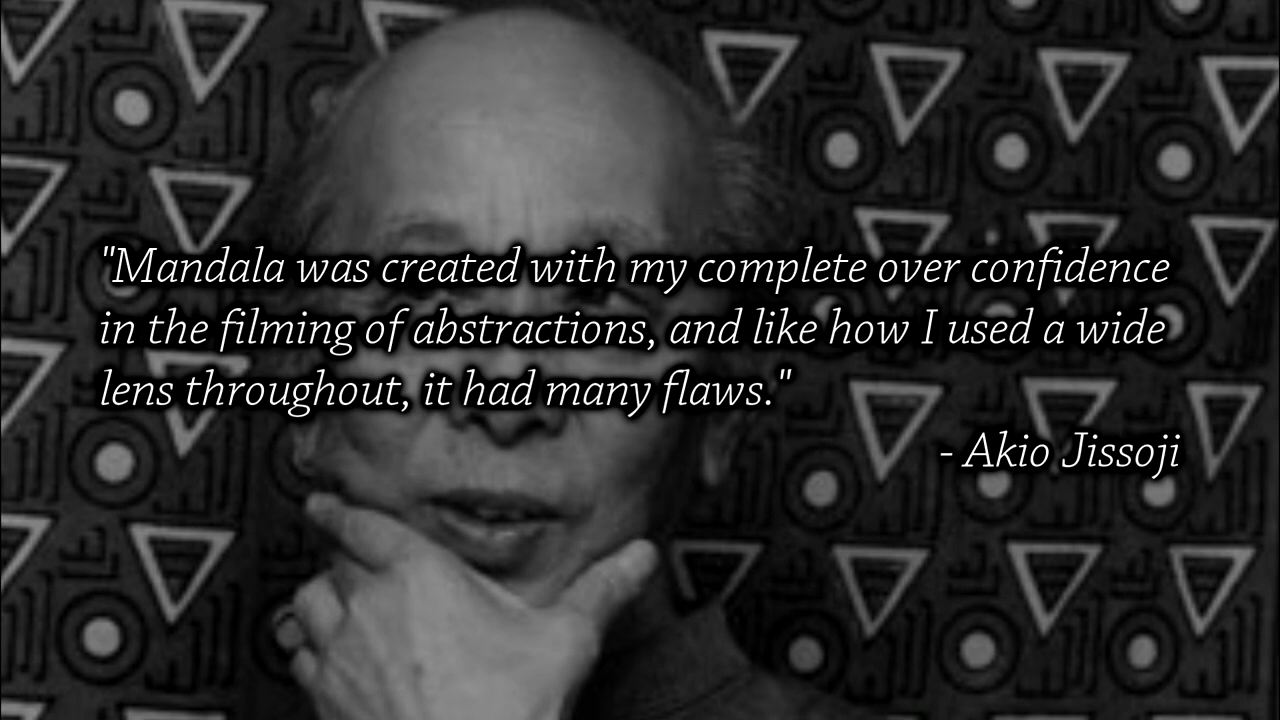 "Mandala was created with my complete over confidence
in the filming of abstractions, and like how I used a wide
lens throughout, it had many flaws."
- Akio Jissoji